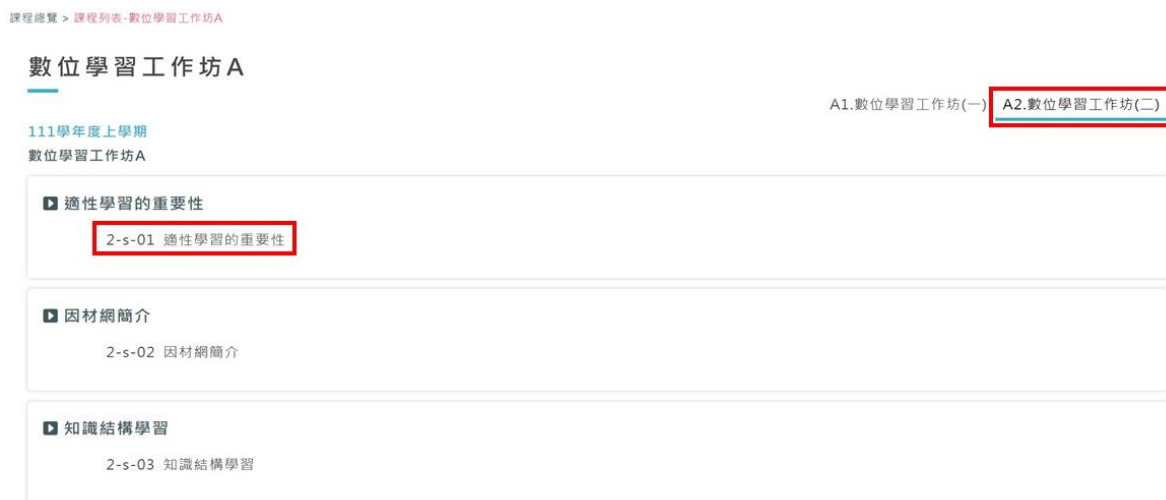 課程總覽 > 課程列表-數位學習工作坊A
數位學習工作坊A
A1.數位學習工作坊(一) A2.數位學習工作坊(二)
111學年度上學期
數位學習工作坊A
適性學習的重要性
2-s-01 適性學習的重要性
因材網簡介
2-s-02 因材網簡介
知識結構學習
2-s-03 知識結構學習